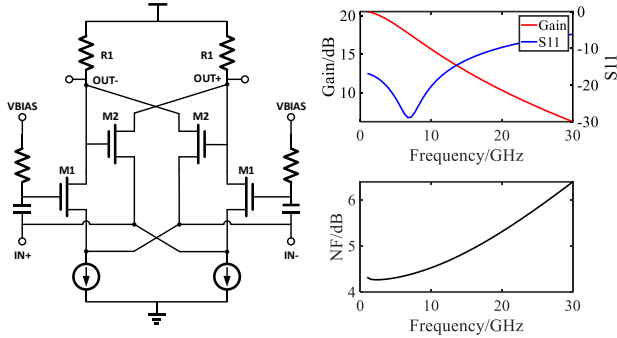 R1
R1
OUT-
OUT+
VBIAS
M2
M2
VBIAS
M1
M1
IN+
IN-
20
15
10
Gain/dB
Gain
S11
0
-10
-20
-30
S11
0
10
20
30
Frequency/GHz
6
5
4
NF/dB
0
10
20
30
Frequency/GHz